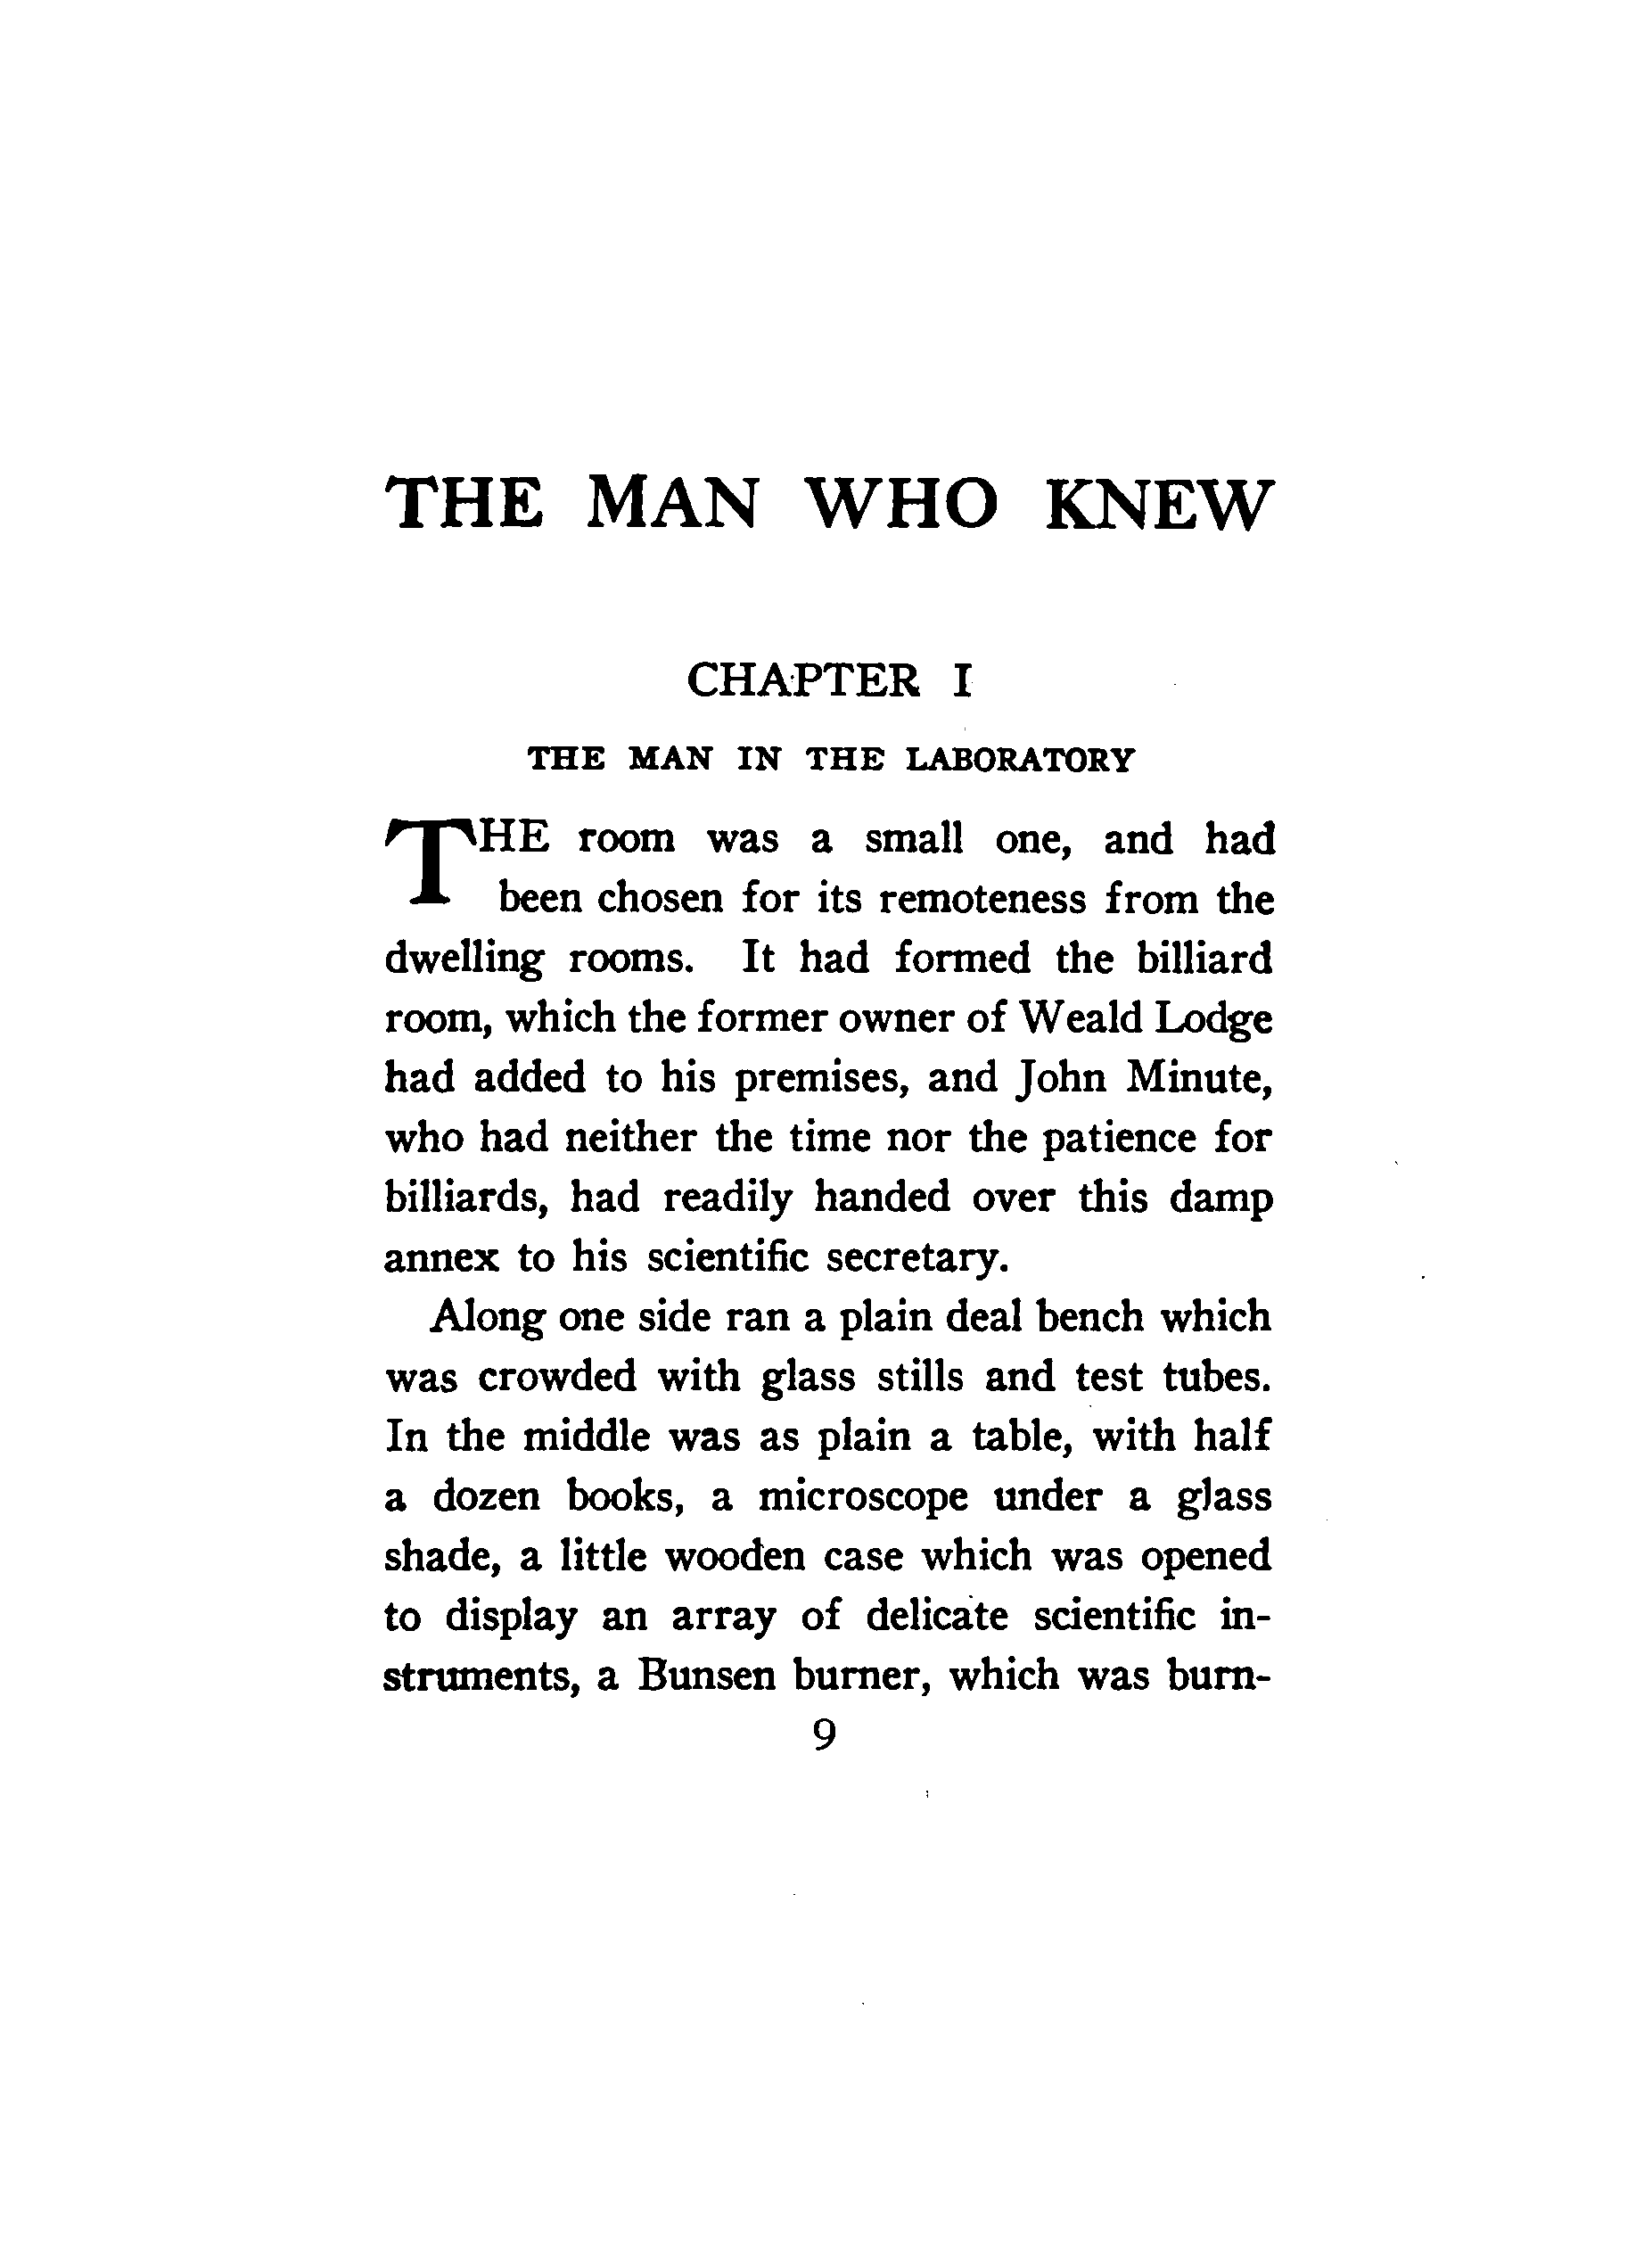 THE MAN WHO KNEW
CHAPTER I
THE MAN IN THE LABORATORY
THE room was a small one, and had
been chosen for its remoteness from the
dwelling rooms. It had formed the billiard
room, which the former owner of Weald Lodge
had added to his premises, and John Minute,
who had neither the time nor the patience for
billiards, had readily handed over this damp
annex to his scientific secretary.
Along one side ran a plain deal bench which
was crowded with glass stills and test tubes.
In the middle was as plain a table, with half
a dozen books, a microscope under a glass
shade, a little wooden case which was opened
to display an array of delicate scientific in-
struments, a Bunsen burner, which was burn-
9